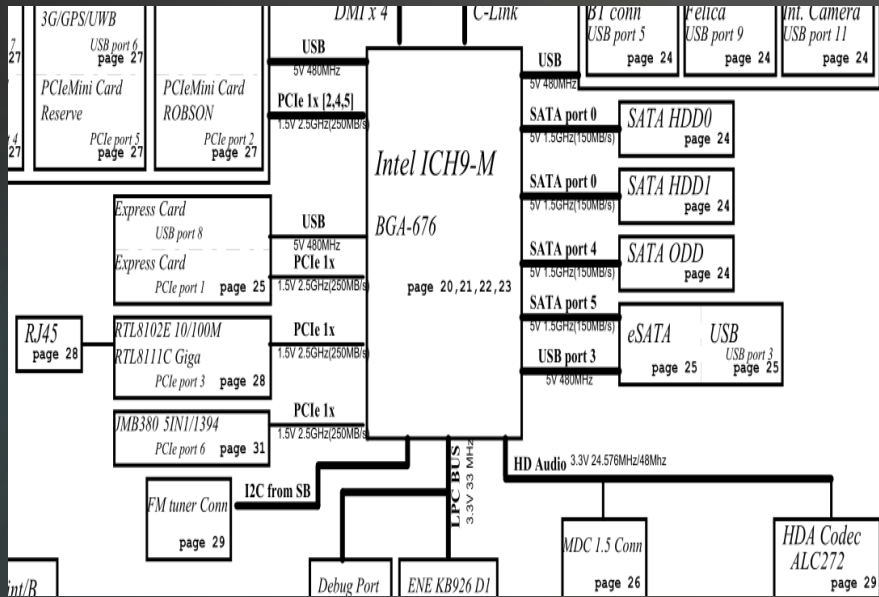 DMI x 4
C-Link
3G/GPS/UWB
USB port 6
page 27
PCIeMini Card
Reserve
PCIe port 5
page 27
PCIeMini Card
ROBSON
PCIe port 2
page 27
7
27
4
27
USB
5V 480MHz
PCIe 1x [2,4,5]
1.5V 2.5GHz(250MB/s)
BT conn
USB port 5
page 24
Felica
USB port 9
page 24
Int. Camera
USB port 11
page 24
USB
5V 480MHz
Intel ICH9-M
BGA-676
page 20,21,22,23
SATA port 0
5V 1.5GHz(150MB/s)
SATA HDD0
page 24
SATA port 0
5V 1.5GHz(150MB/s)
SATA HDD1
page 24
SATA port 4
5V 1.5GHz(150MB/s)
SATA ODD
page 24
SATA port 5
5V 1.5GHz(150MB/s)
USB port 3
5V 480MHz
eSATA
page 25
USB
USB port 3
page 25
Express Card
USB port 8
Express Card
PCIe port 1
page 25
USB
5V 480MHz
PCIe 1x
1.5V 2.5GHz(250MB/s)
RJ45
page 28
RTL8102E 10/100M
RTL8111C Giga
PCIe port 3
page 28
PCIe 1x
1.5V 2.5GHz(250MB/s)
JMB380 5IN1/1394
PCIe port 6
page 31
PCIe 1x
1.5V 2.5GHz(250MB/s)
FM tuner Conn
page 29
I2C from SB
LPC BUS
3.3V 33 MHz
HD Audio
3.3V 24.576MHz/48Mhz
int/B
Debug Port
ENE KB926 D1
MDC 1.5 Conn
page 26
HDA Codec
ALC272
page 29